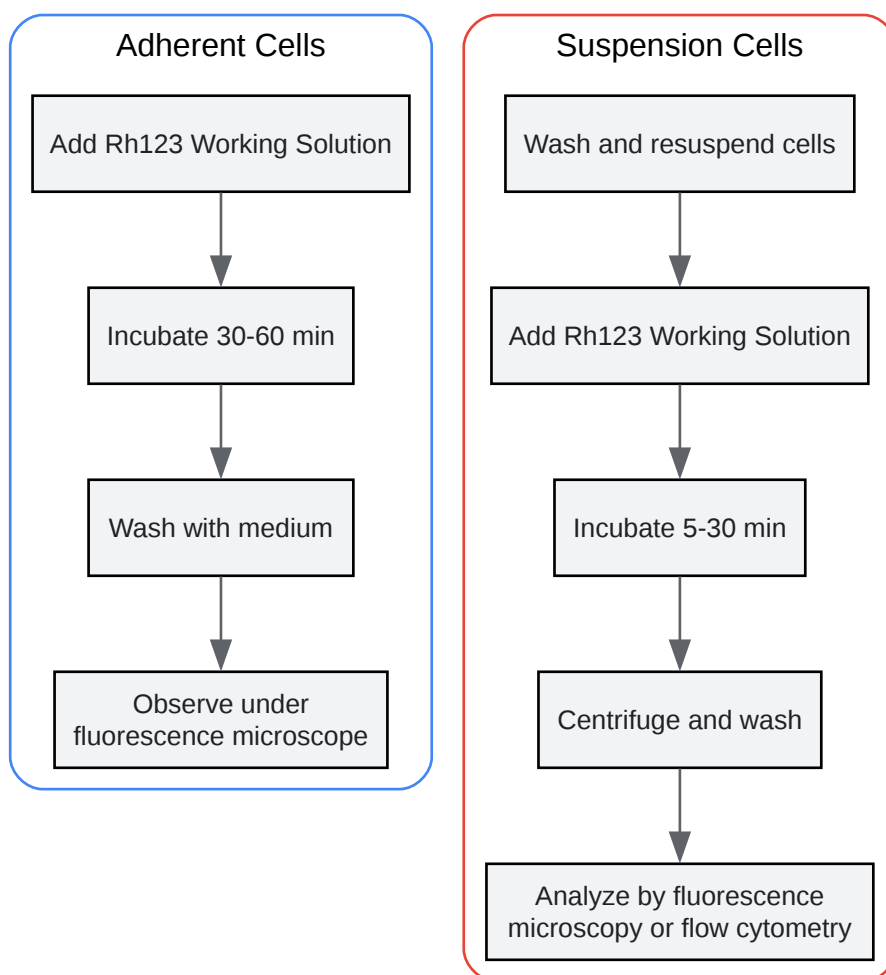 Adherent Cells
Add Rh123 Working Solution
Incubate 30-60 min
Wash with medium
Observe under
fluorescence microscope
Suspension Cells
Wash and resuspend cells
Add Rh123 Working Solution
Incubate 5-30 min
Centrifuge and wash
Analyze by fluorescence
microscopy or flow cytometry